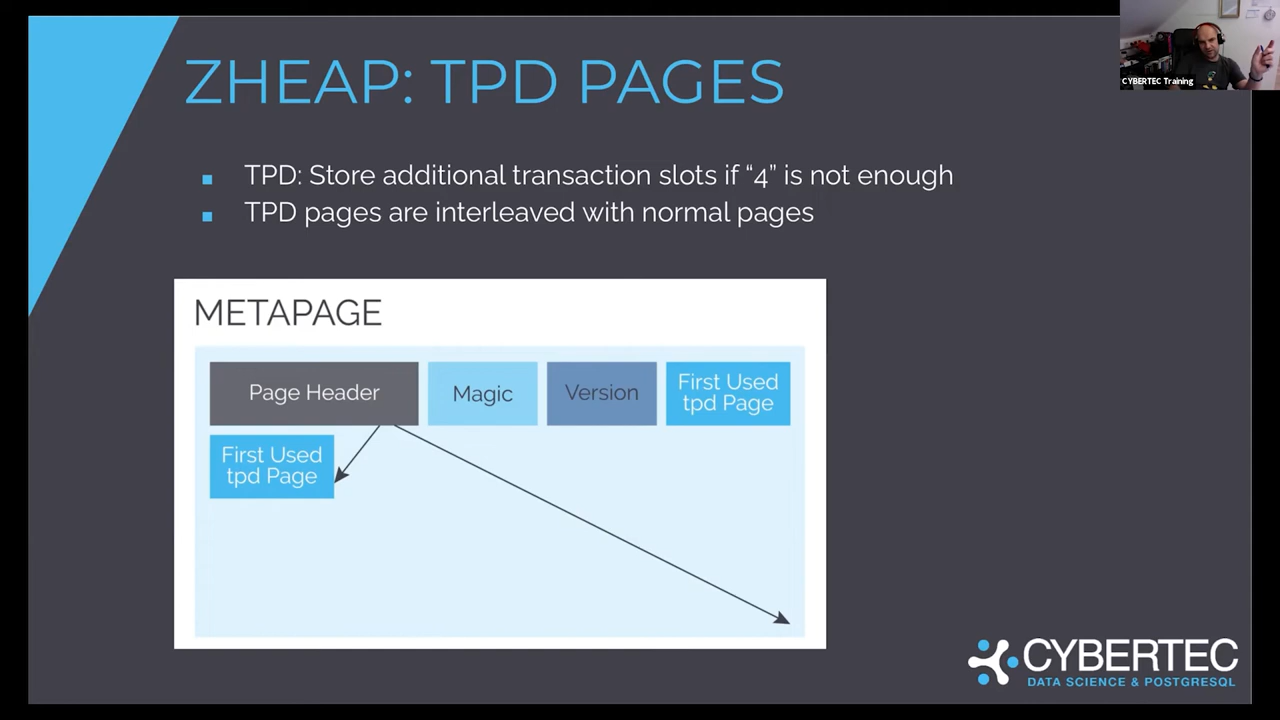 ZHEAP: TPD PAGES
CYBERTEC Training
TPD: Store additional transaction slots if “4” is not enough
TPD pages are interleaved with normal pages
METAPAGE
Page Header
Magic
Version
First Used
tpd Page
First Used
tpd Page
CYBERTEC
DATA SCIENCE & POSTGRESQL